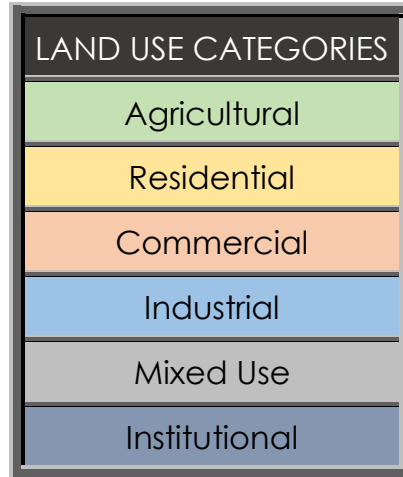 LAND USE CATEGORIES
Agricultural
Residential
Commercial
Industrial
Mixed Use
Institutional